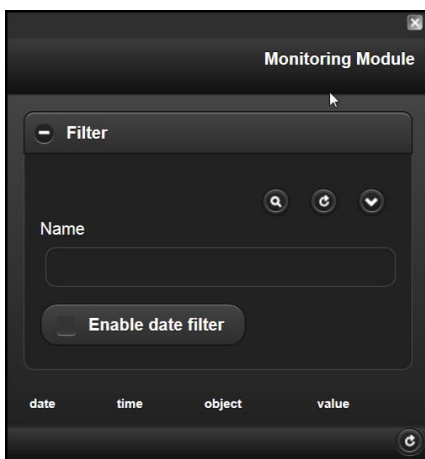 Monitoring Module
Filter
Name
Enable date filter
date time object value